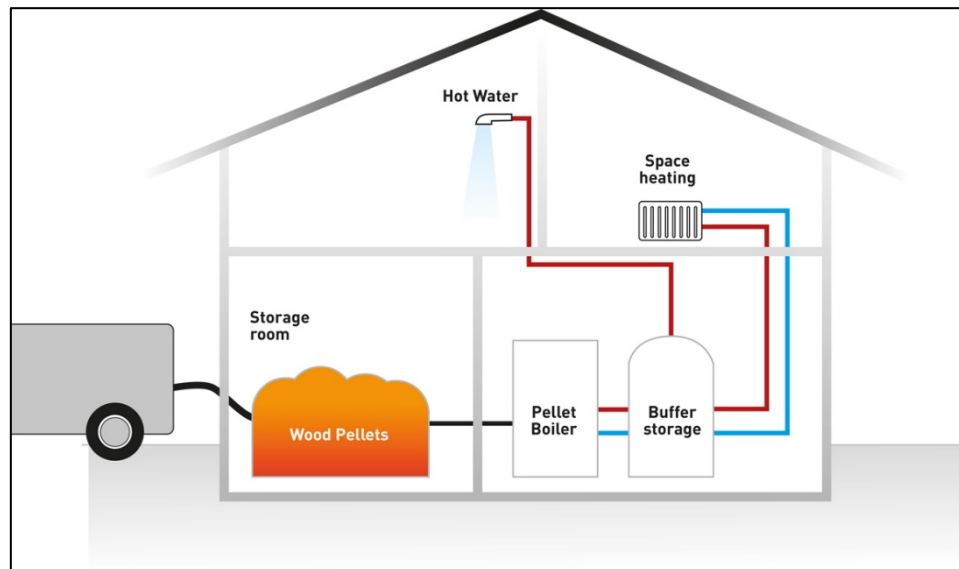 Hot Water
Space
heating
Storage
room
Wood Pellets
Pellet
Boiler
Buffer
storage